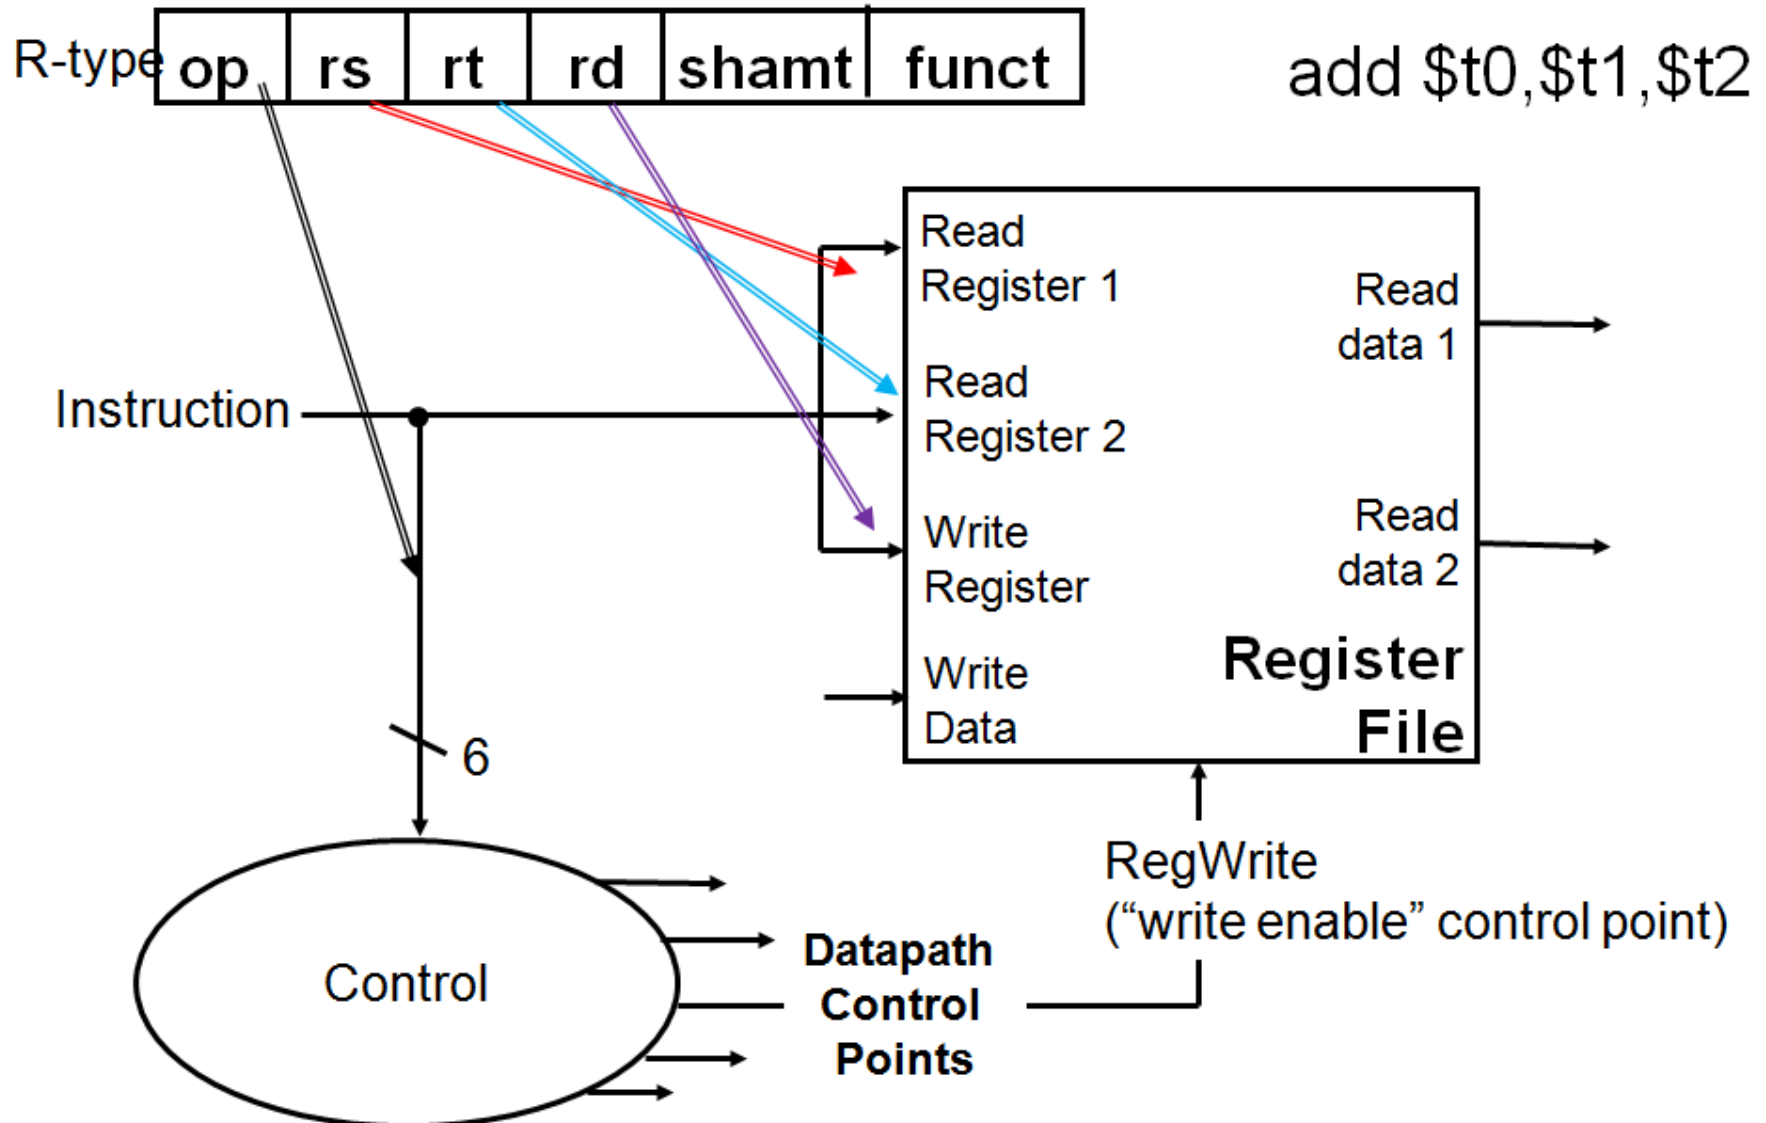 R-type op rs rt rd shamt funct
add $t0,$t1,$t2
Read
Register 1
Read
data 1
Read
Register 2
Instruction
Write
Register
Read
data 2
Write
Data
Register
File
6
RegWrite
(“write enable” control point)
Control
Datapath
Control
Points